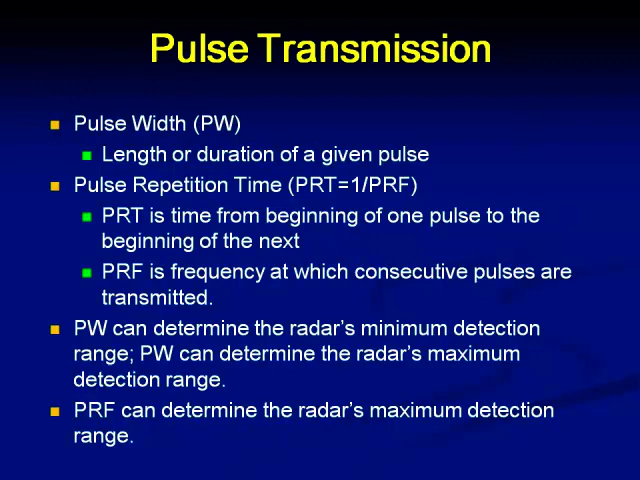 Pulse Transmission
Pulse Width (PW)
Length or duration of a given pulse
Pulse Repetition Time (PRT=1/PRF)
PRT is time from beginning of one pulse to the
beginning of the next
PRF is frequency at which consecutive pulses are
transmitted.
PW can determine the radar's minimum detection
range; PW can determine the radar's maximum
detection range.
PRF can determine the radar's maximum detection
range.